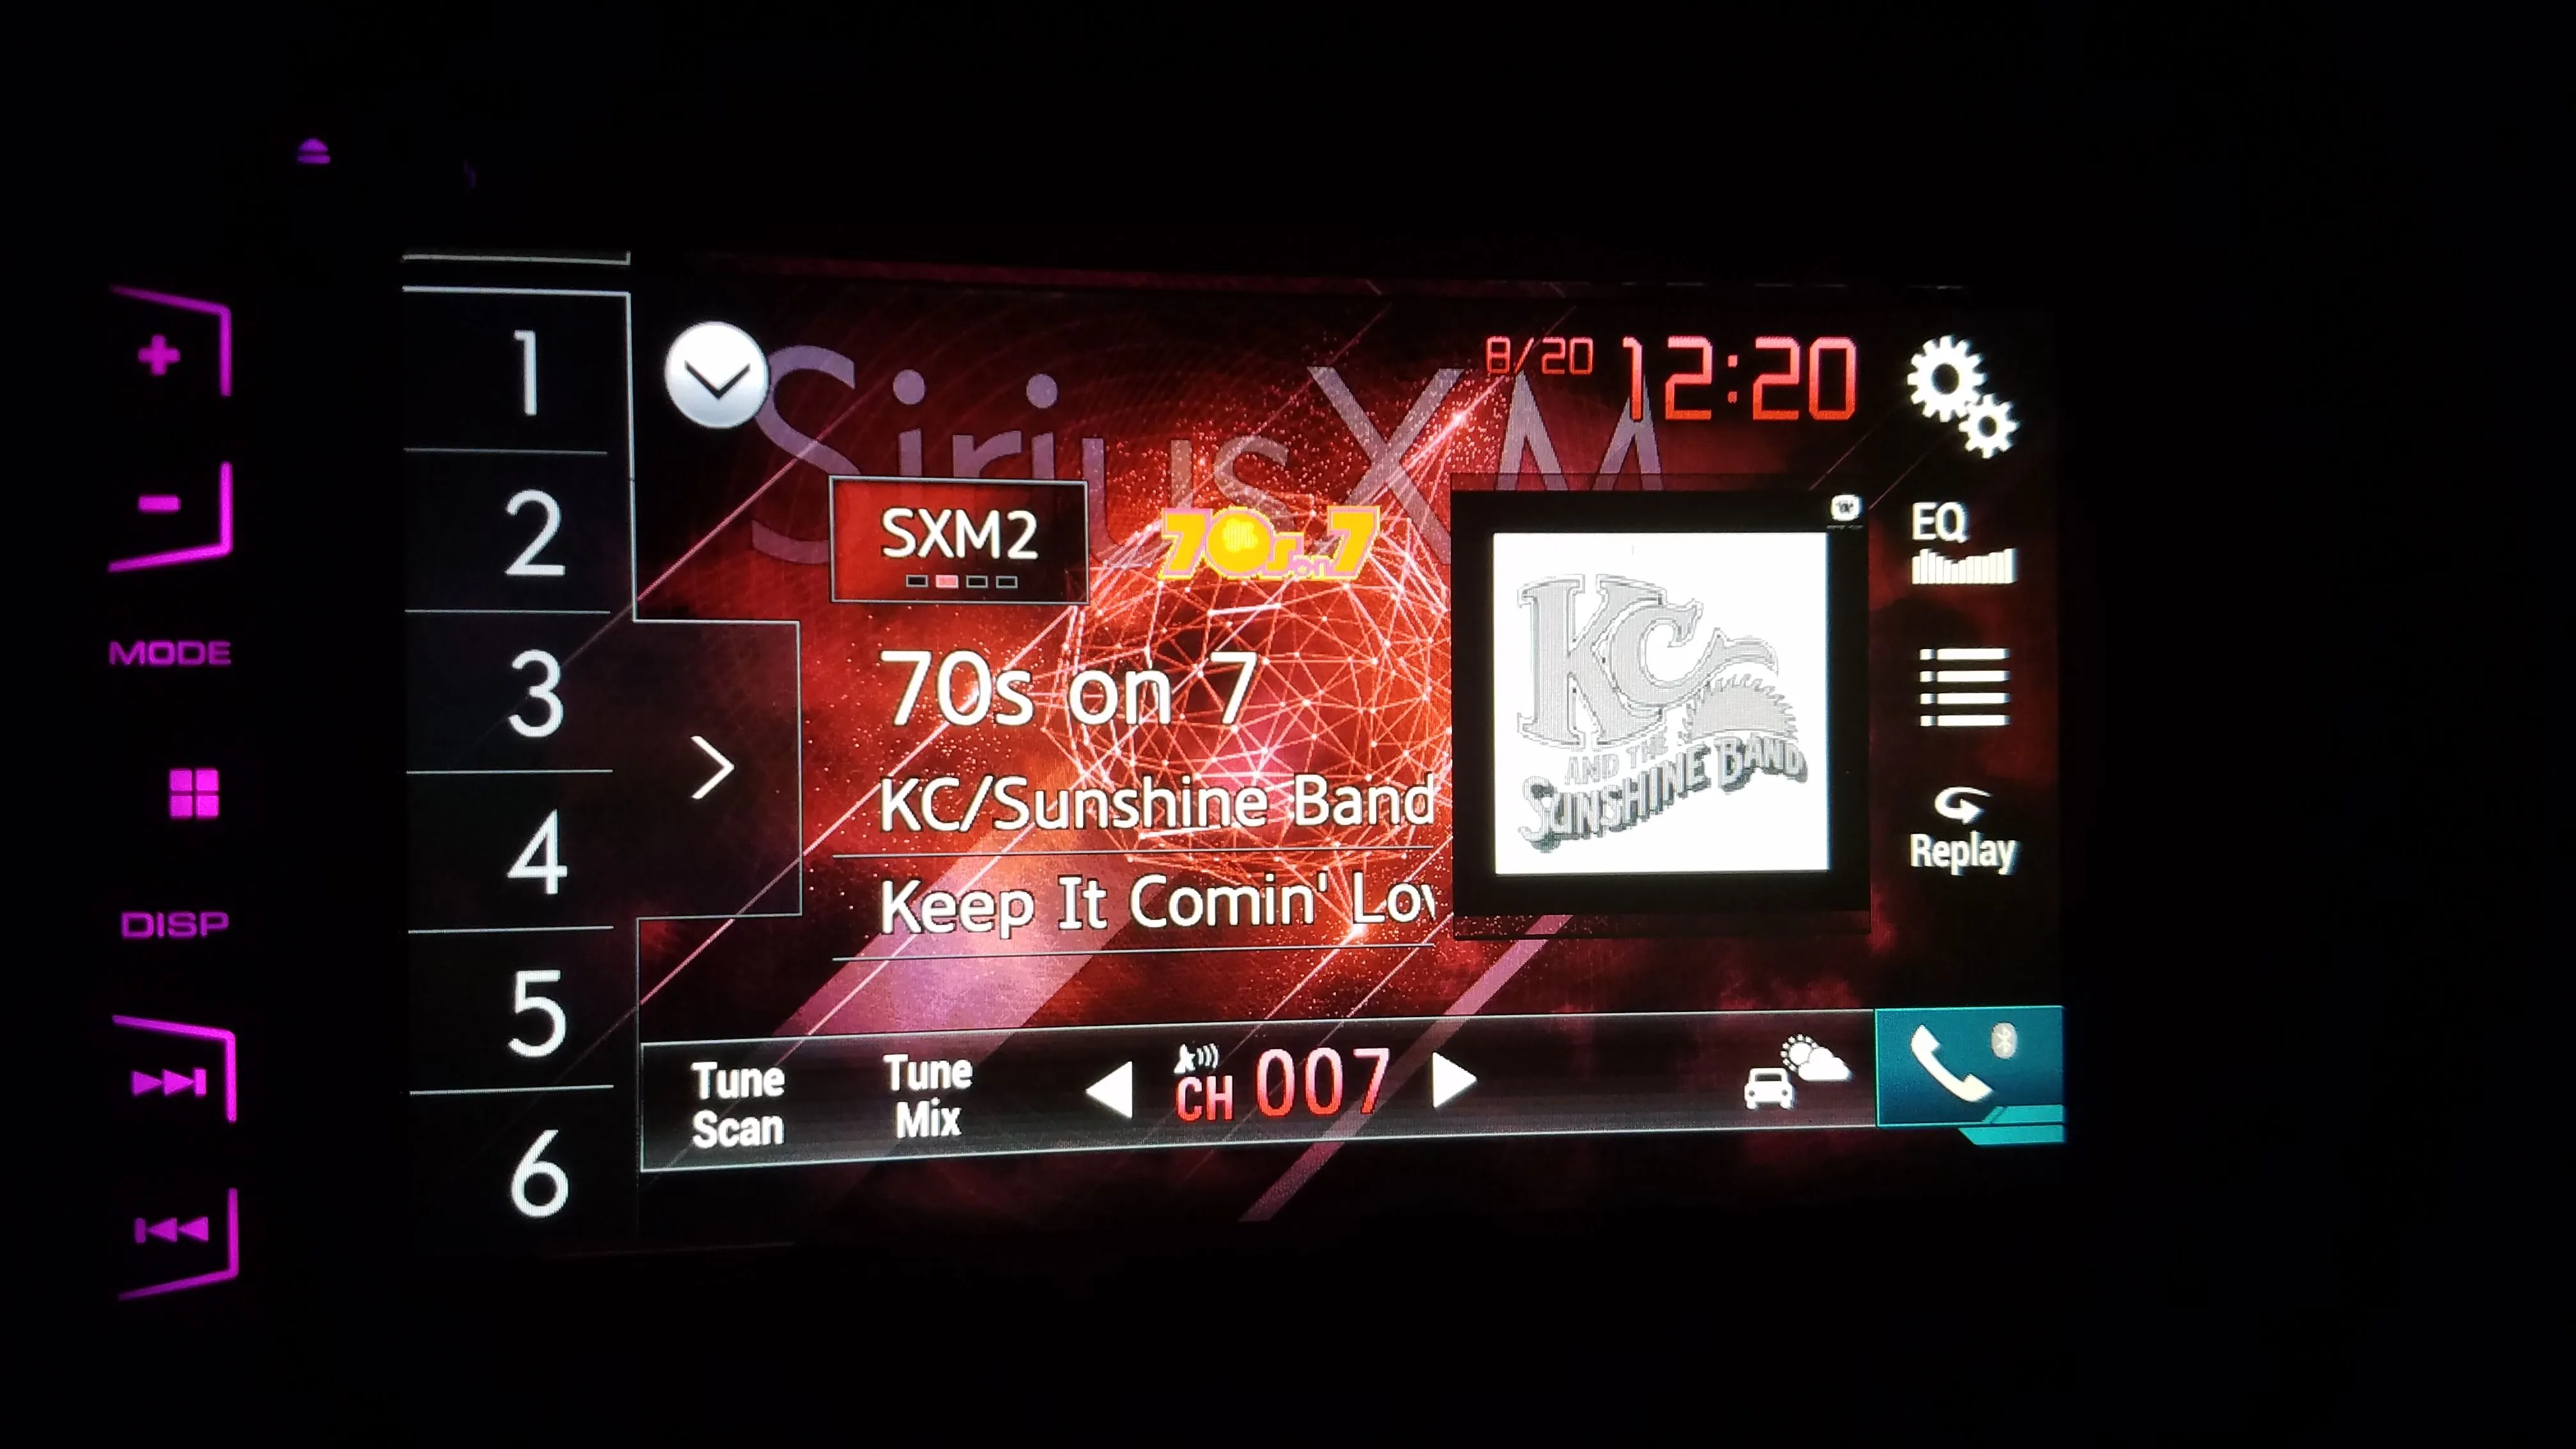 SiriusXM
8/20 12:20
1
2
3
4
5
6
MODE
DISP
SXM2
70s on 7
70s on 7
KC/Sunshine Band
Keep It Comin' Lov
KC
AND THE
SUNSHINE BAND
EQ
Replay
Tune
Scan
Tune
Mix
CH 007